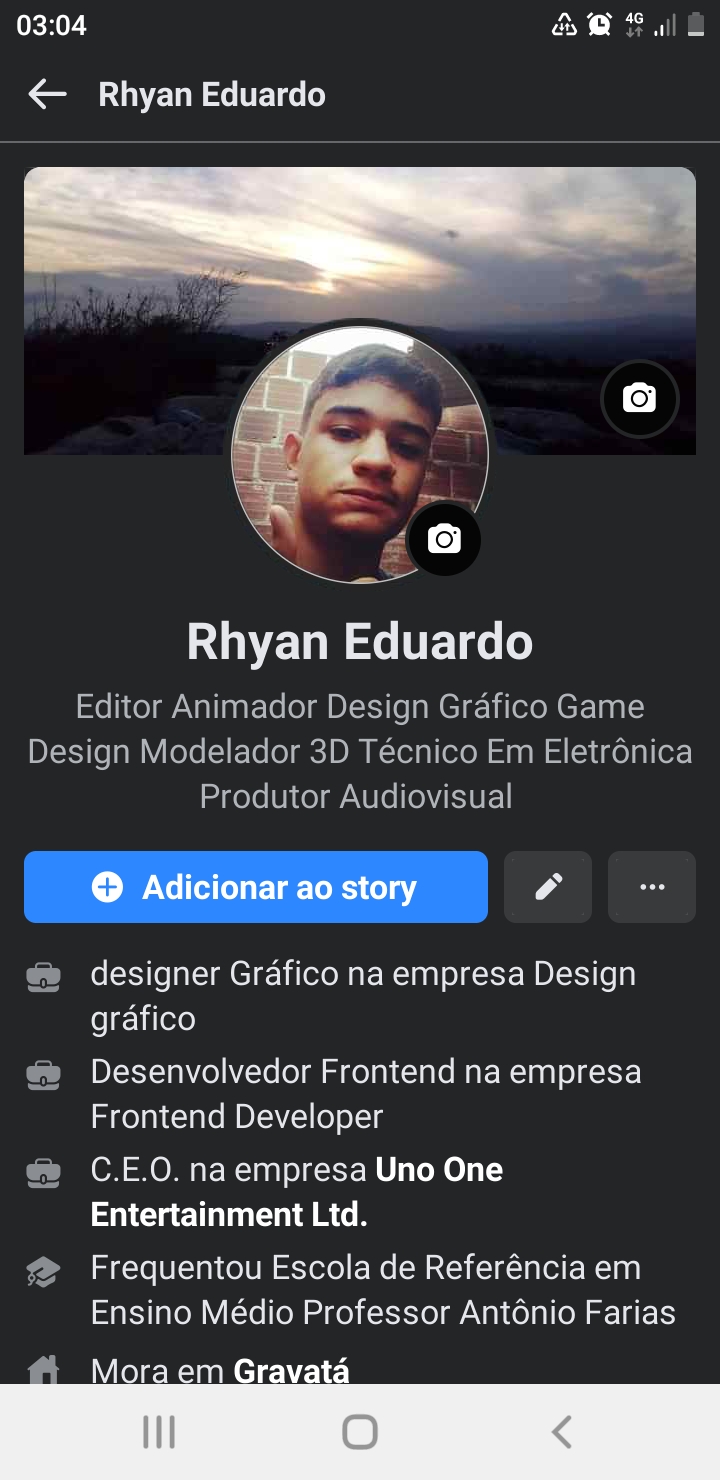 03:04
4G
Rhyan Eduardo
Rhyan Eduardo
Editor Animador Design Gráfico Game
Design Modelador 3D Técnico Em Eletrônica
Produtor Audiovisual
Adicionar ao story
designer Gráfico na empresa Design
gráfico
Desenvolvedor Frontend na empresa
Frontend Developer
C.E.O. na empresa Uno One
Entertainment Ltd.
Frequentou Escola de Referência em
Ensino Médio Professor Antônio Farias
Mora em Gravatá